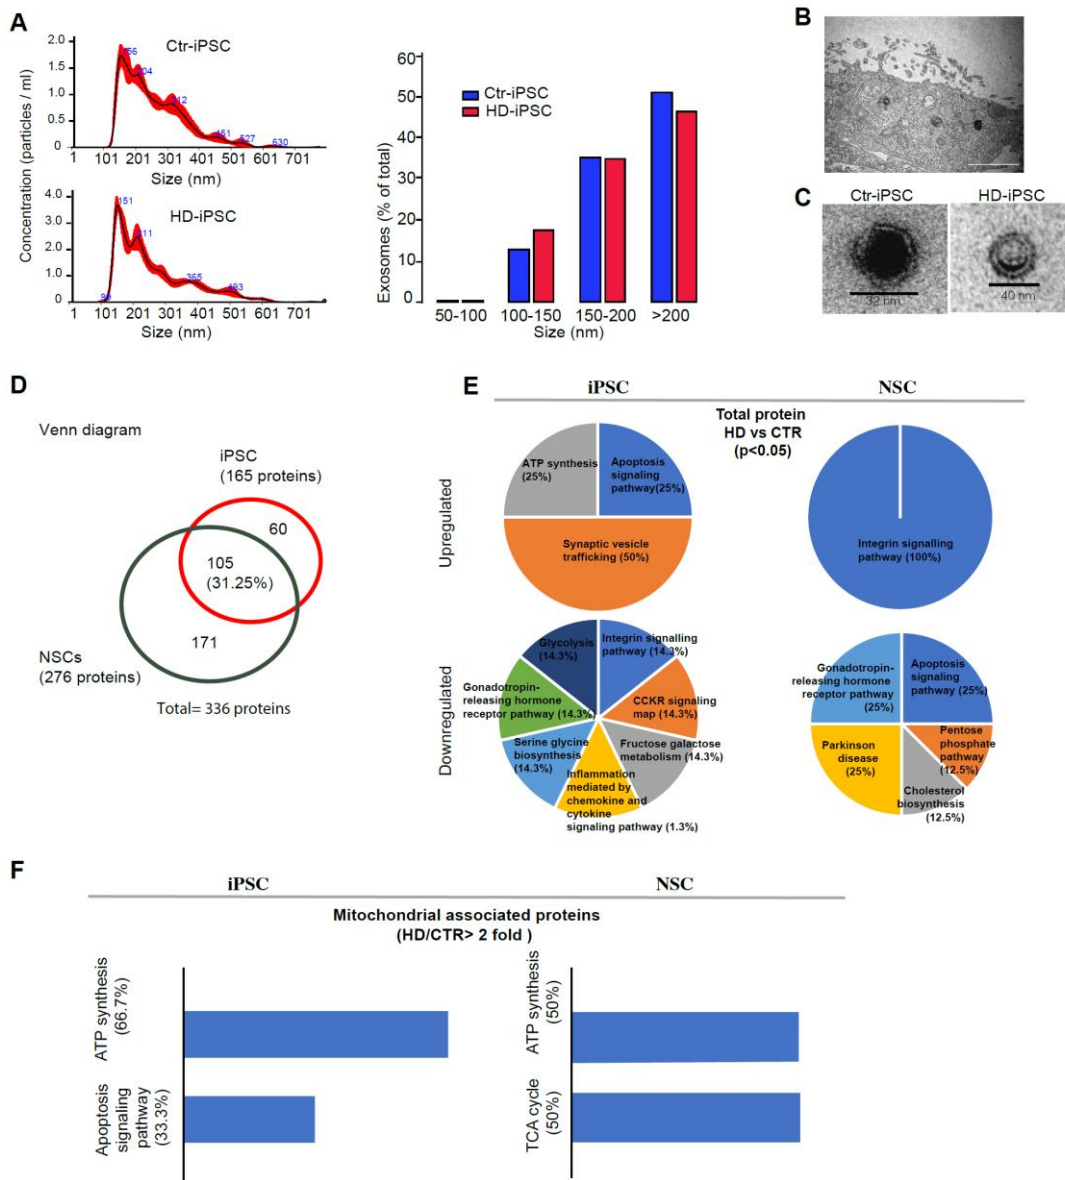 A
Ctr-iPSC
Concentration (particles / ml)
2.0
1.5
1.0
0.5
0
156
204
312
451
527
630
1 101 201 301 401 501 601 701
Size (nm)
HD-iPSC
4.0
3.0
2.0
1.0
0
99
151
211
365
493
1 101 201 301 401 501 601 701
Size (nm)
Exosomes (% of total)
60
50
40
30
20
10
0
Ctr-iPSC
HD-iPSC
50-100 100-150 150-200 >200
Size (nm)
B
C
Ctr-iPSC
HD-iPSC
32 nm
40 nm
D
Venn diagram
iPSC
(165 proteins)
60
105
(31.25%)
171
NSCs
(276 proteins)
Total= 336 proteins
E
iPSC
NSC
Total protein
HD vs CTR
(p<0.05)
Upregulated
ATP synthesis
(25%)
Apoptosis
signaling
pathway(25%)
Synaptic vesicle
trafficking (50%)
Integrin signalling
pathway (100%)
Downregulated
Glycolysis
(14.3%)
Integrin signalling
pathway (14.3%)
Gonadotropin-
releasing hormone
receptor pathway (14.3%)
CCKR signaling
map (14.3%)
Serine glycine
biosynthesis
(14.3%)
Fructose galactose
metabolism (14.3%)
Inflammation
mediated by
chemokine and
cytokine
signaling pathway (1.3%)
Gonadotropin-
releasing hormone
receptor pathway
(25%)
Apoptosis
signaling
pathway (25%)
Parkinson
disease
(25%)
Pentose
phosphate
pathway
(12.5%)
Cholesterol
biosynthesis
(12.5%)
F
iPSC
NSC
Mitochondrial associated proteins
(HD/CTR> 2 fold )
ATP synthesis
(66.7%)
Apoptosis
signaling
pathway
(33.3%)
ATP synthesis
(50%)
TCA cycle
(50%)